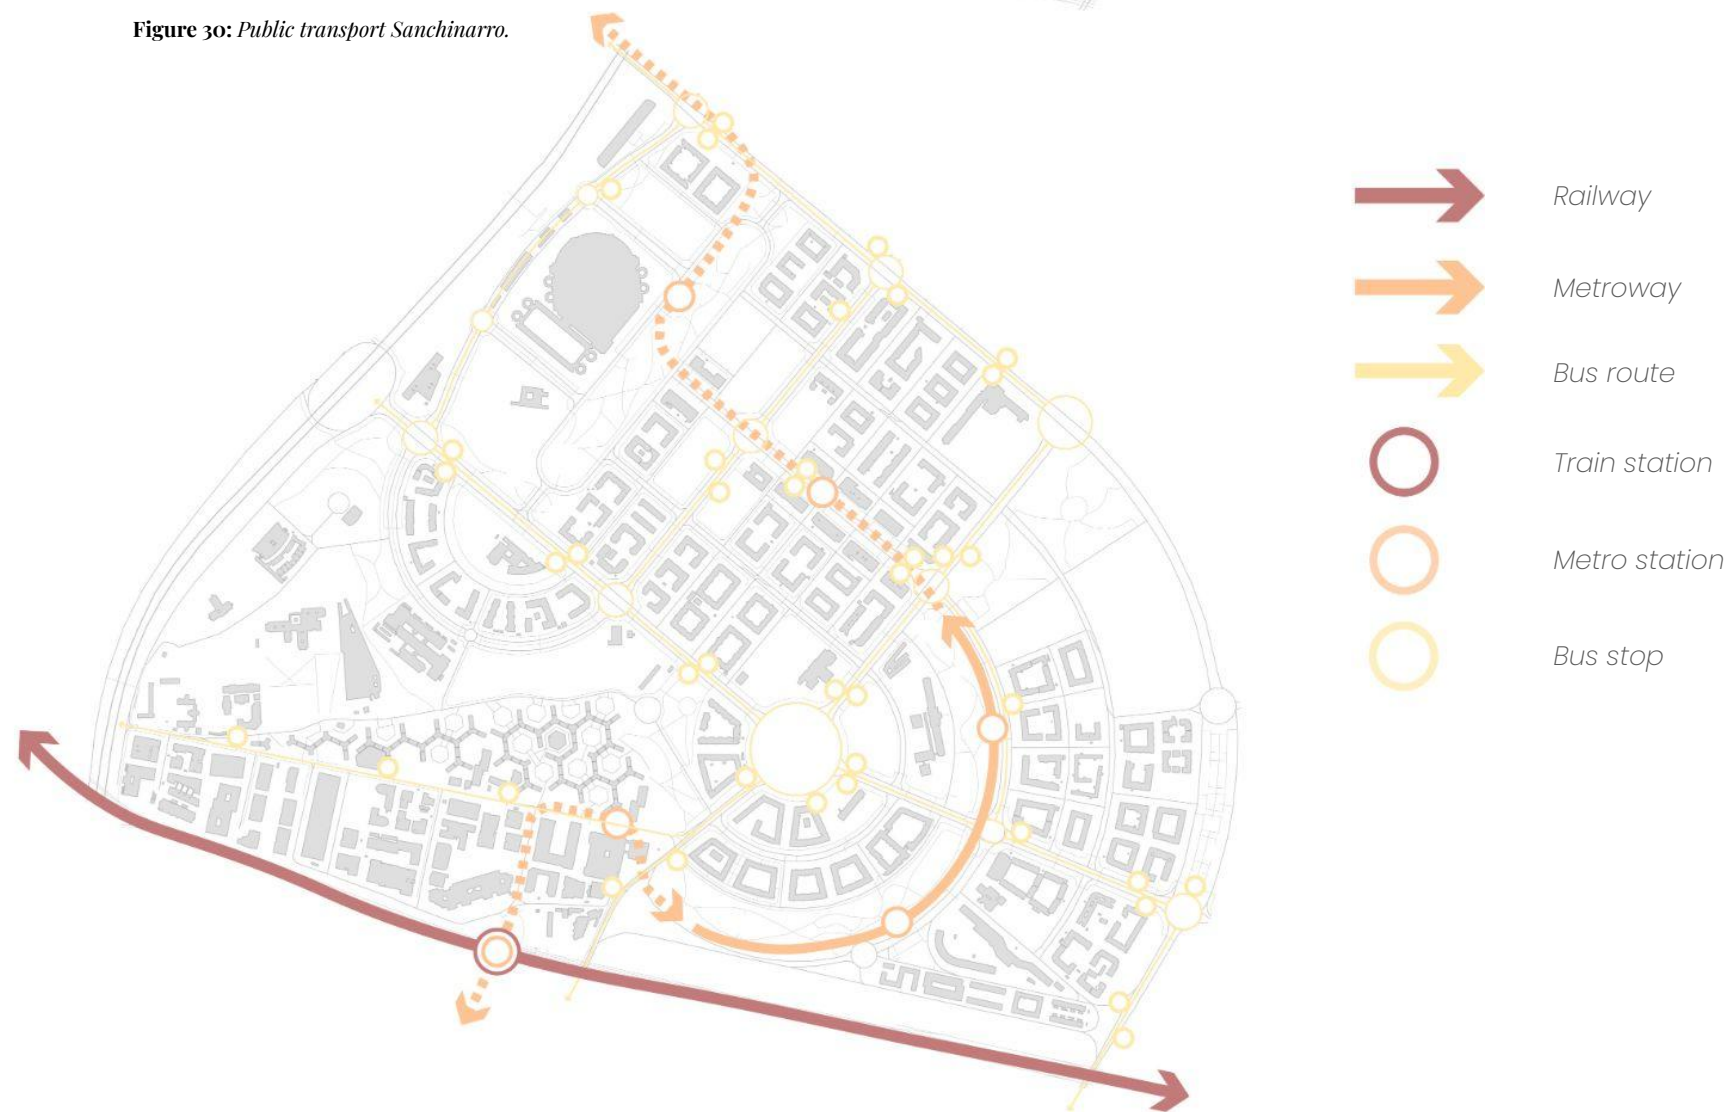 Figure 30: Public transport Sanchinarro.
Railway
Metroway
Bus route
Train station
Metro station
Bus stop